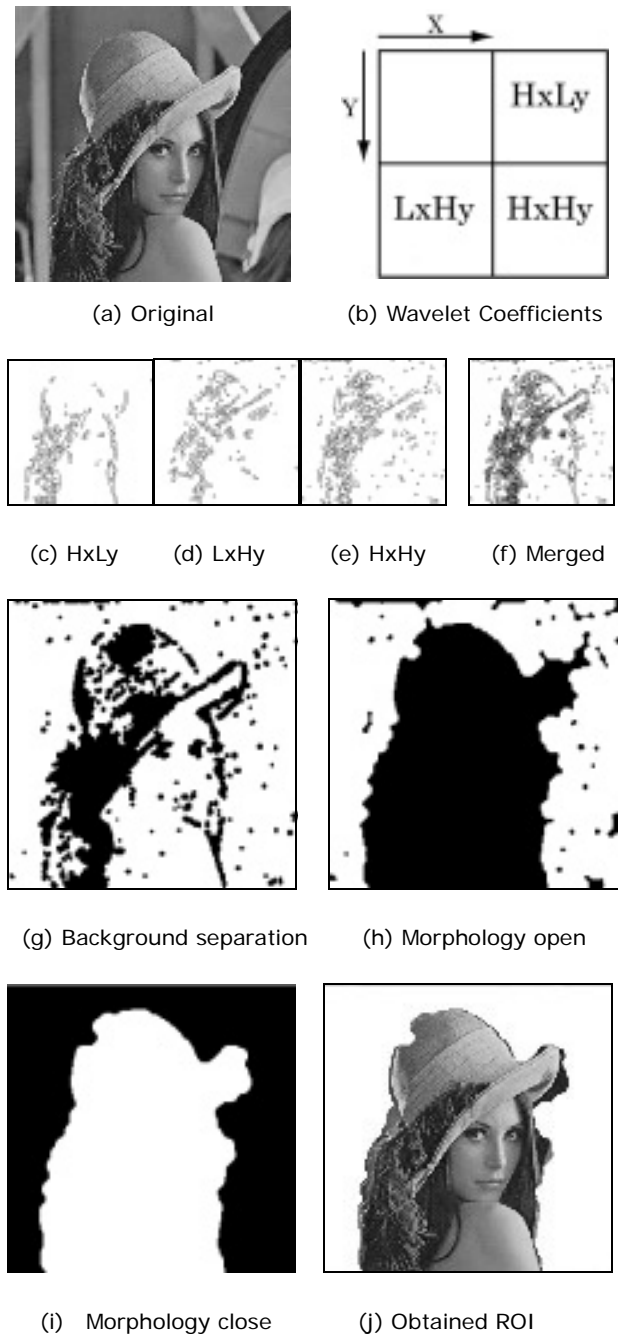 X
Y
HxLy
LxHy HxHy
(a) Original (b) Wavelet Coefficients
(c) HxLy (d) LxHy (e) HxHy (f) Merged
(g) Background separation (h) Morphology open
(i) Morphology close (j) Obtained ROI